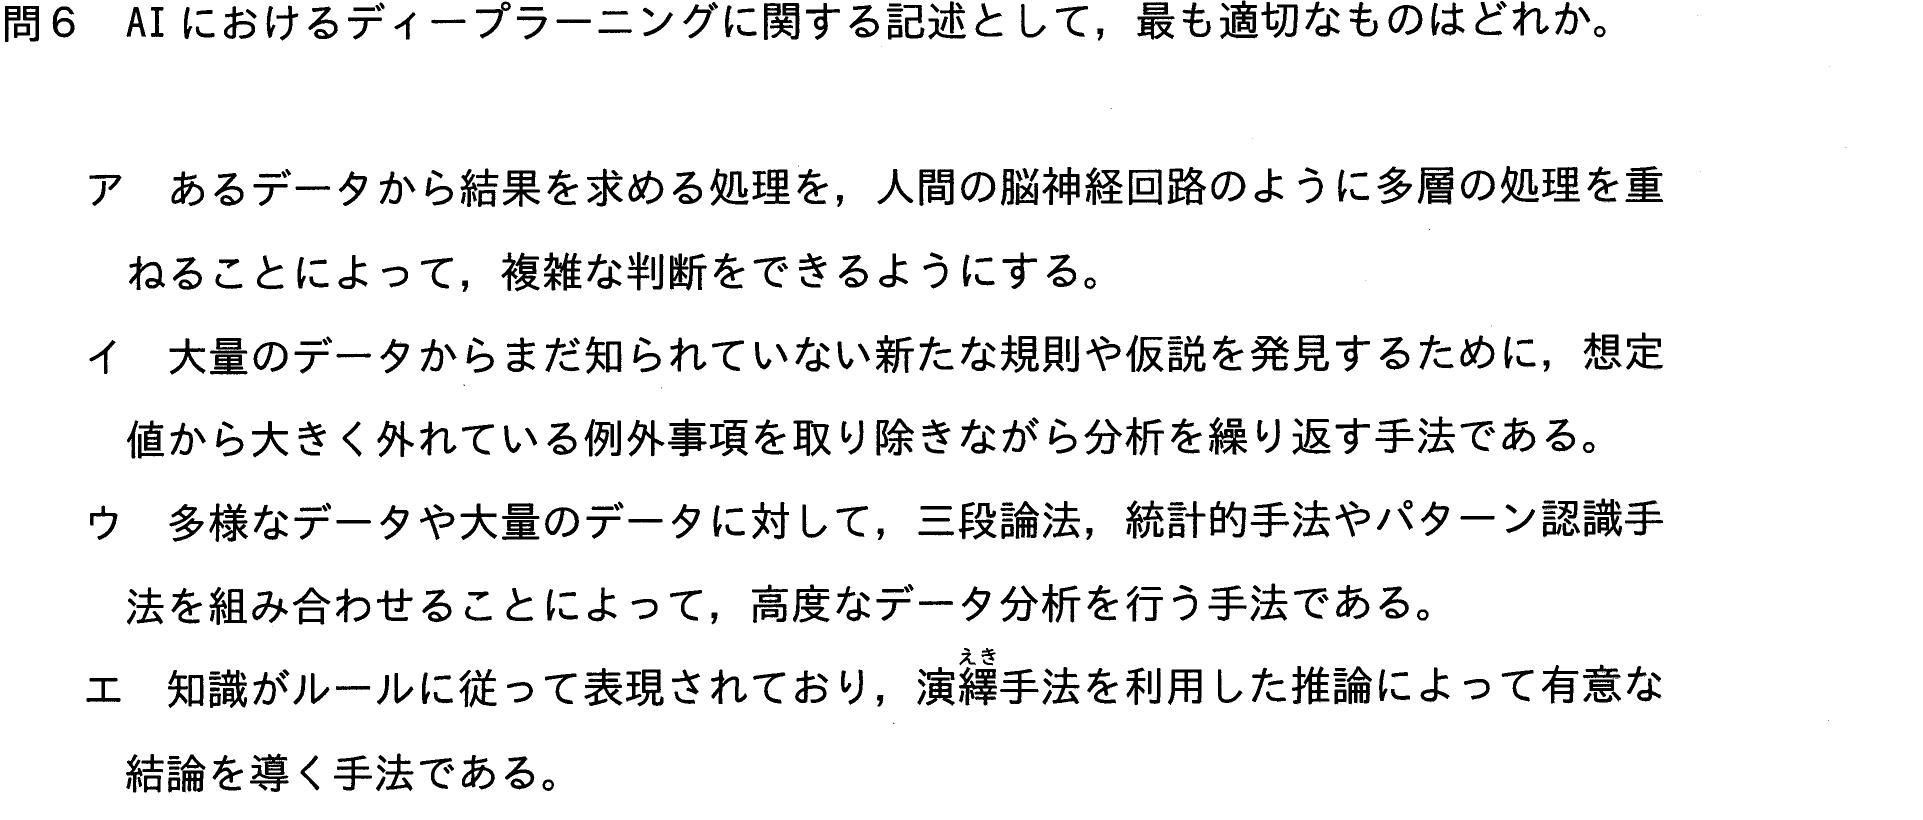 問6　AIにおけるディープラーニングに関する記述として，最も適切なものはどれか。
ア　あるデータから結果を求める処理を，人間の脳神経回路のように多層の処理を重
ねることによって，複雑な判断をできるようにする。
イ　大量のデータからまだ知られていない新たな規則や仮説を発見するために，想定
値から大きく外れている例外事項を取り除きながら分析を繰り返す手法である。
ウ　多様なデータや大量のデータに対して，三段論法，統計的手法やパターン認識手
法を組み合わせることによって，高度なデータ分析を行う手法である。
えき
エ　知識がルールに従って表現されており，演繹手法を利用した推論によって有意な
結論を導く手法である。